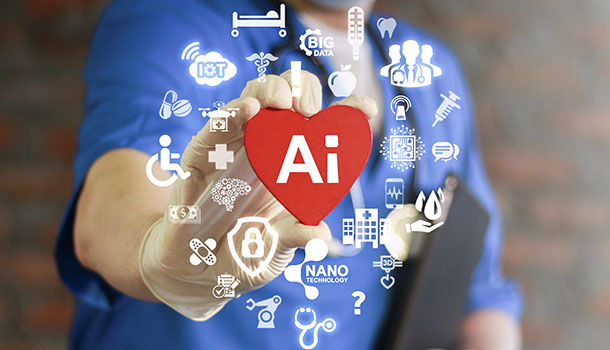 BIG
DATA
IoT
Ai
$
NANO
TECHNOLOGY
3D
?
?
!